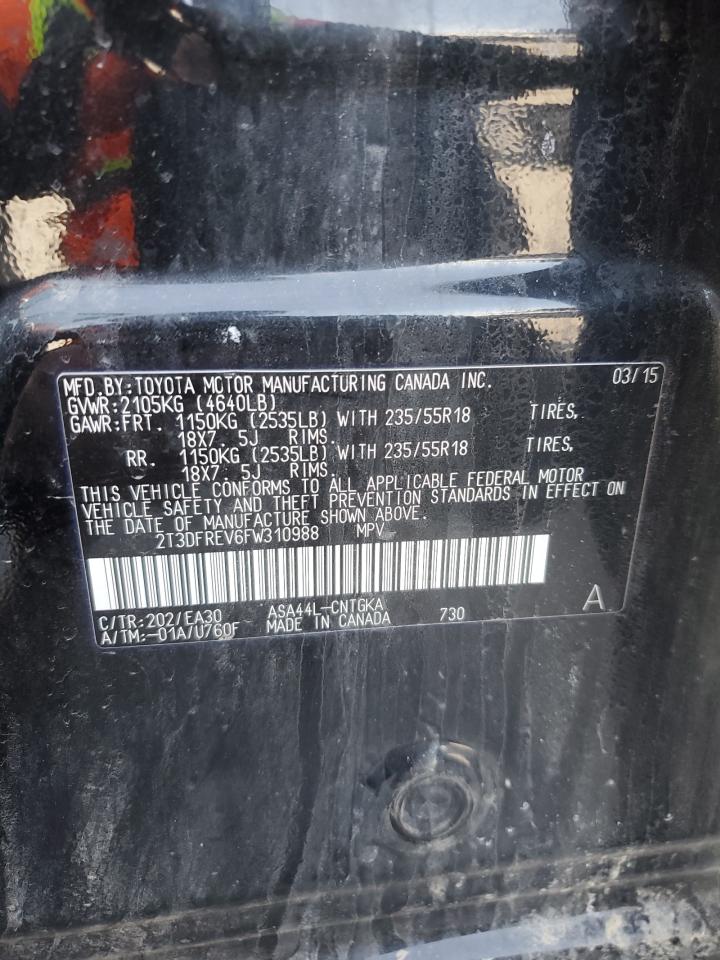 MFD.BY:TOYOTA MOTOR MANUFACTURING CANADA INC. 03/15
GVWR:2105KG (4640LB)
GAWR:FRT. 1150KG (2535LB) WITH 235/55R18 TIRES,
18X7.5J RIMS.
RR. 1150KG (2535LB) WITH 235/55R18 TIRES,
18X7.5J RIMS.
THIS VEHICLE CONFORMS TO ALL APPLICABLE FEDERAL MOTOR
VEHICLE SAFETY AND THEFT PREVENTION STANDARDS IN EFFECT ON
THE DATE OF MANUFACTURE SHOWN ABOVE.
2T3DFREV6FW310988 MPV
C/TR:202/EA30 ASA44L-CNTGKA 730 A
A/TM:-01A/U760F MADE IN CANADA